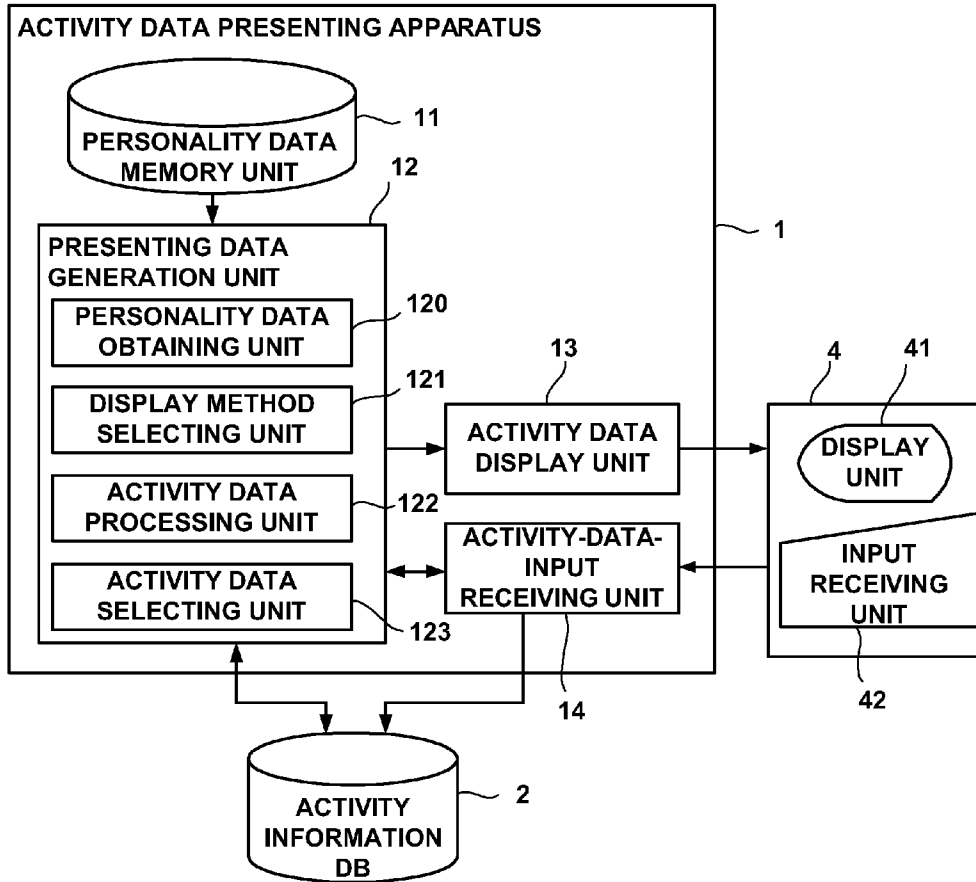 ACTIVITY DATA PRESENTING APPARATUS
PERSONALITY DATA
MEMORY UNIT
11
12
1
PRESENTING DATA
GENERATION UNIT
PERSONALITY DATA
OBTAINING UNIT
120
DISPLAY METHOD
SELECTING UNIT
121
ACTIVITY DATA
PROCESSING UNIT
122
ACTIVITY DATA
SELECTING UNIT
123
13
ACTIVITY DATA
DISPLAY UNIT
ACTIVITY-DATA-
INPUT
RECEIVING UNIT
14
4
41
DISPLAY
UNIT
INPUT
RECEIVING
UNIT
42
ACTIVITY
INFORMATION
DB
2